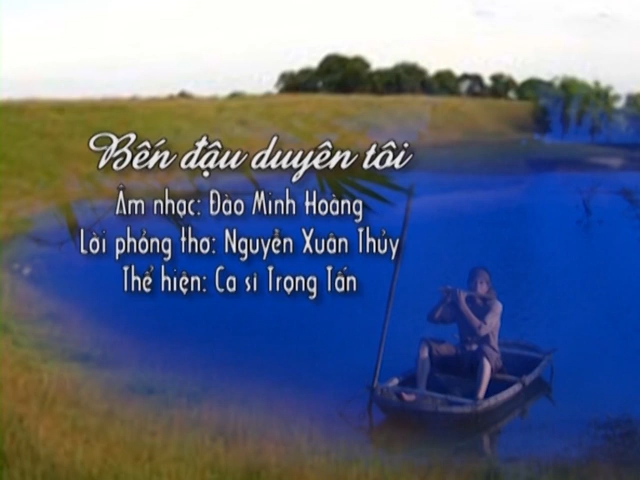 Bến đậu duyên tôi
Âm nhạc: Đào Minh Hoàng
Lời phỏng thơ: Nguyễn Xuân Thủy
Thể hiện: Ca sĩ Trọng Tấn